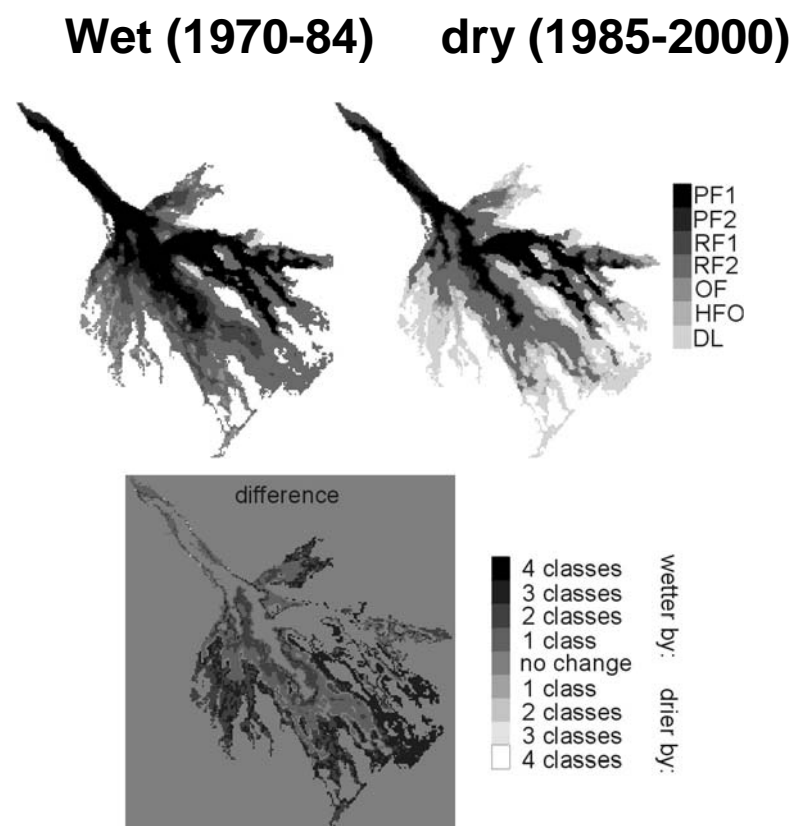 Wet (1970-84) dry (1985-2000)
PF1
PF2
RF1
RF2
OF
HFO
DL
difference
4 classes
3 classes
2 classes
1 class
no change
1 class
2 classes
3 classes
4 classes
wetter by:
drier by: